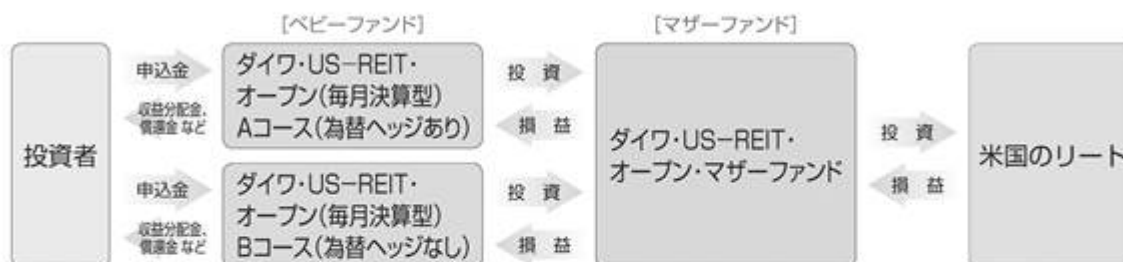 [ベビーファンド]
[マザーファンド]
投資者
申込金
収益分配金、
償還金 など
ダイワ・US−REIT・
オープン(毎月決算型)
Aコース(為替ヘッジあり)
投 資
損 益
申込金
収益分配金、
償還金 など
ダイワ・US−REIT・
オープン(毎月決算型)
Bコース(為替ヘッジなし)
投 資
損 益
ダイワ・US−REIT・
オープン・マザーファンド
投 資
損 益
米国のリート